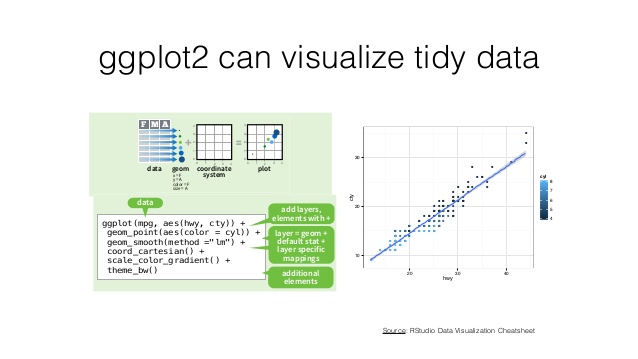 ggplot2 can visualize tidy data
F M A
+ =
data geom coordinate system plot
x = F
y = A
color = F
size = A
data
ggplot(mpg, aes(hwy, cty)) +
geom_point(aes(color = cyl)) +
geom_smooth(method ="lm") +
coord_cartesian() +
scale_color_gradient() +
theme_bw()
add layers,
elements with +
layer = geom +
default stat +
layer specific
mappings
additional
elements
cty
30
20
10
20
30
40
hwy
cyl
8
7
6
5
4
Source: RStudio Data Visualization Cheatsheet